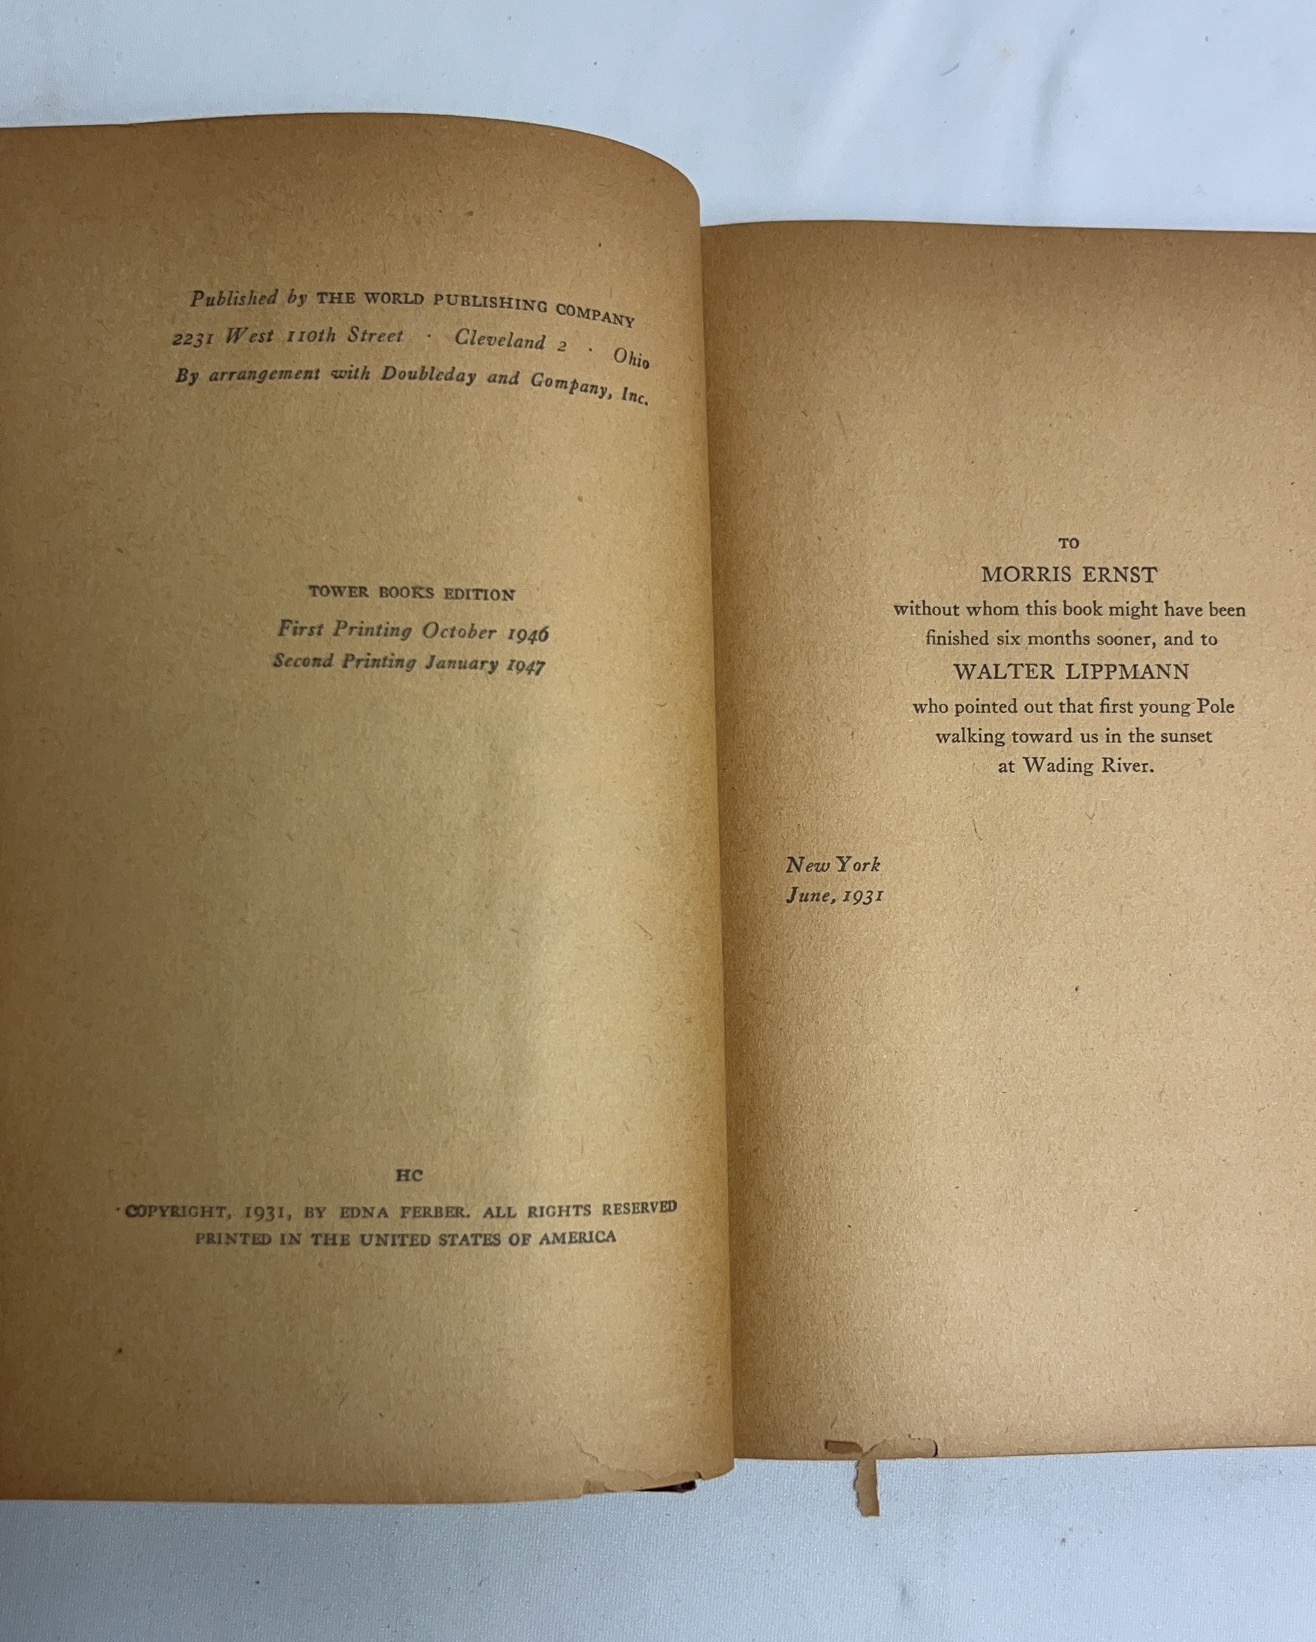 Published by THE WORLD PUBLISHING COMPANY
2231 West 110th Street · Cleveland 2 · Ohio
By arrangement with Doubleday and Company, Inc.
TOWER BOOKS EDITION
First Printing October 1946
Second Printing January 1947
HC
COPYRIGHT, 1931, BY EDNA FERBER. ALL RIGHTS RESERVED
PRINTED IN THE UNITED STATES OF AMERICA
TO
MORRIS ERNST
without whom this book might have been
finished six months sooner, and to
WALTER LIPPMANN
who pointed out that first young Pole
walking toward us in the sunset
at Wading River.
New York
June, 1931